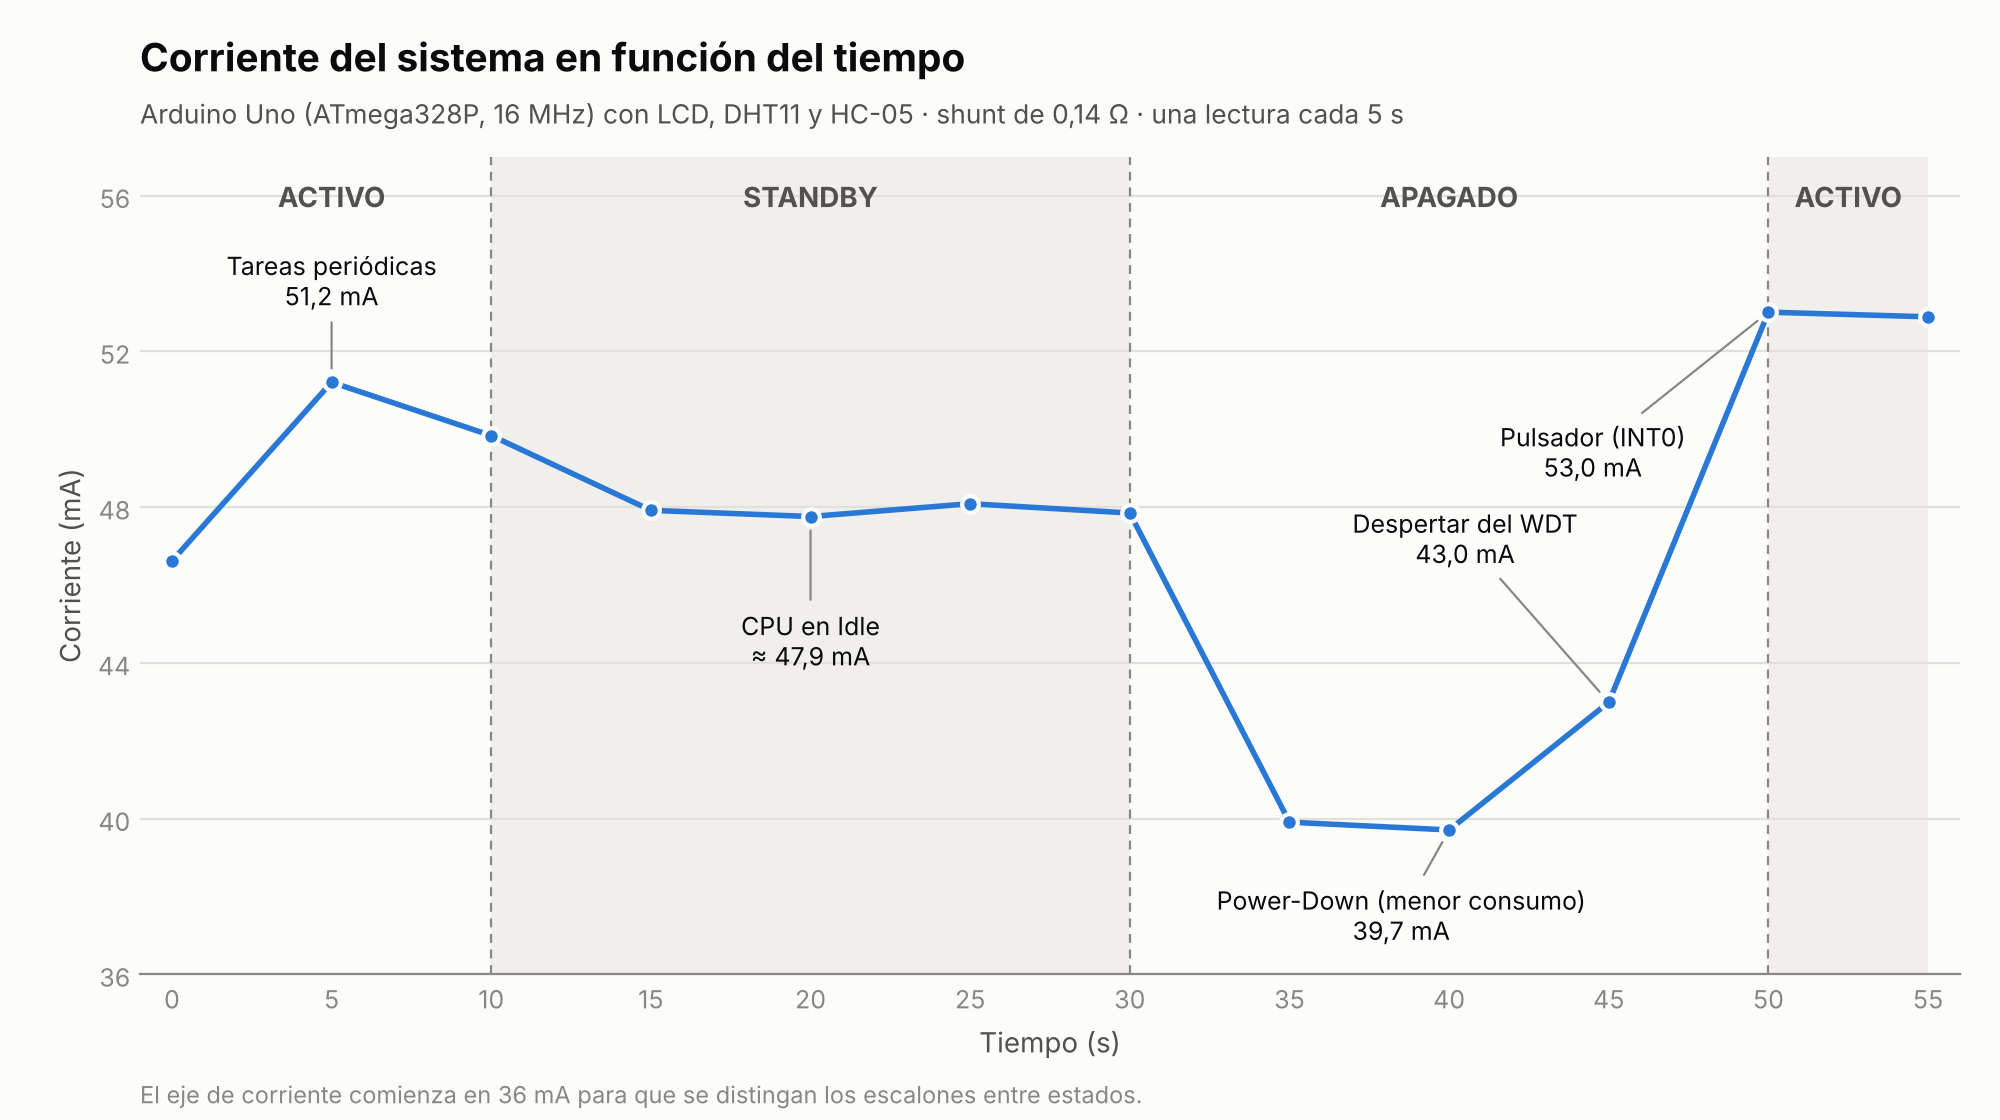 Corriente del sistema en función del tiempo
Arduino Uno (ATmega328P, 16 MHz) con LCD, DHT11 y HC-05 · shunt de 0,14 Ω · una lectura cada 5 s
ACTIVO
STANDBY
APAGADO
ACTIVO
Tareas periódicas
51,2 mA
Pulsador (INT0)
53,0 mA
Despertar del WDT
43,0 mA
CPU en Idle
≈ 47,9 mA
Power-Down (menor consumo)
39,7 mA
Corriente (mA)
56
52
48
44
40
36
0 5 10 15 20 25 30 35 40 45 50 55
Tiempo (s)
El eje de corriente comienza en 36 mA para que se distingan los escalones entre estados.